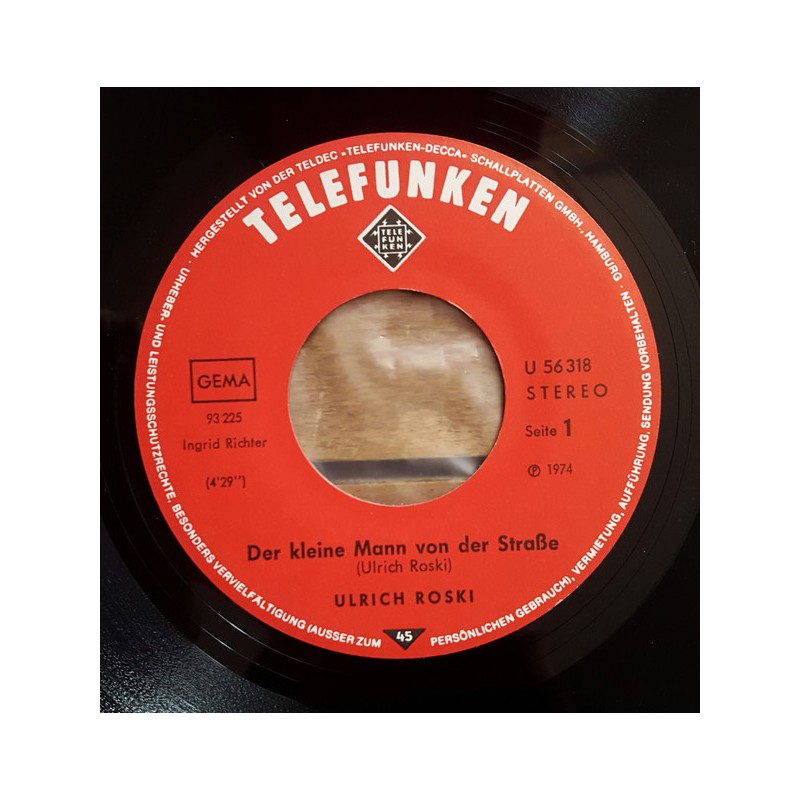 URHEBER- UND LEISTUNGSSCHUTZRECHTE, BESONDERS VERVIELFÄLTIGUNG (AUSSER ZUM PERSÖNLICHEN GEBRAUCH), VERMIETUNG, AUFFÜHRUNG, SENDUNG VORBEHALTEN · HERGESTELLT VON DER TELDEC »TELEFUNKEN-DECCA« SCHALLPLATTEN GMBH., HAMBURG ·
TELEFUNKEN
TELE
FUN
KEN
GEMA
93 225
Ingrid Richter
(4'29'')
U 56 318
STEREO
Seite 1
℗ 1974
Der kleine Mann von der Straße
(Ulrich Roski)
ULRICH ROSKI
45